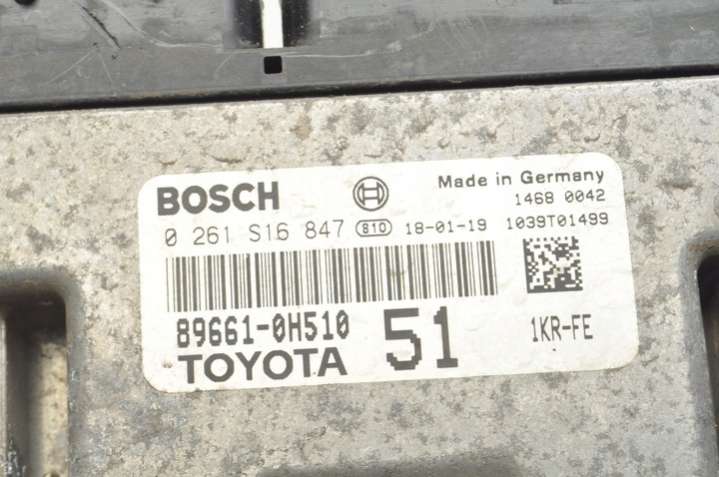 BOSCH
Made in Germany
1468 0042
0 261 S16 847 810 18-01-19 1039T01499
89661-0H510
TOYOTA
51
1KR-FE